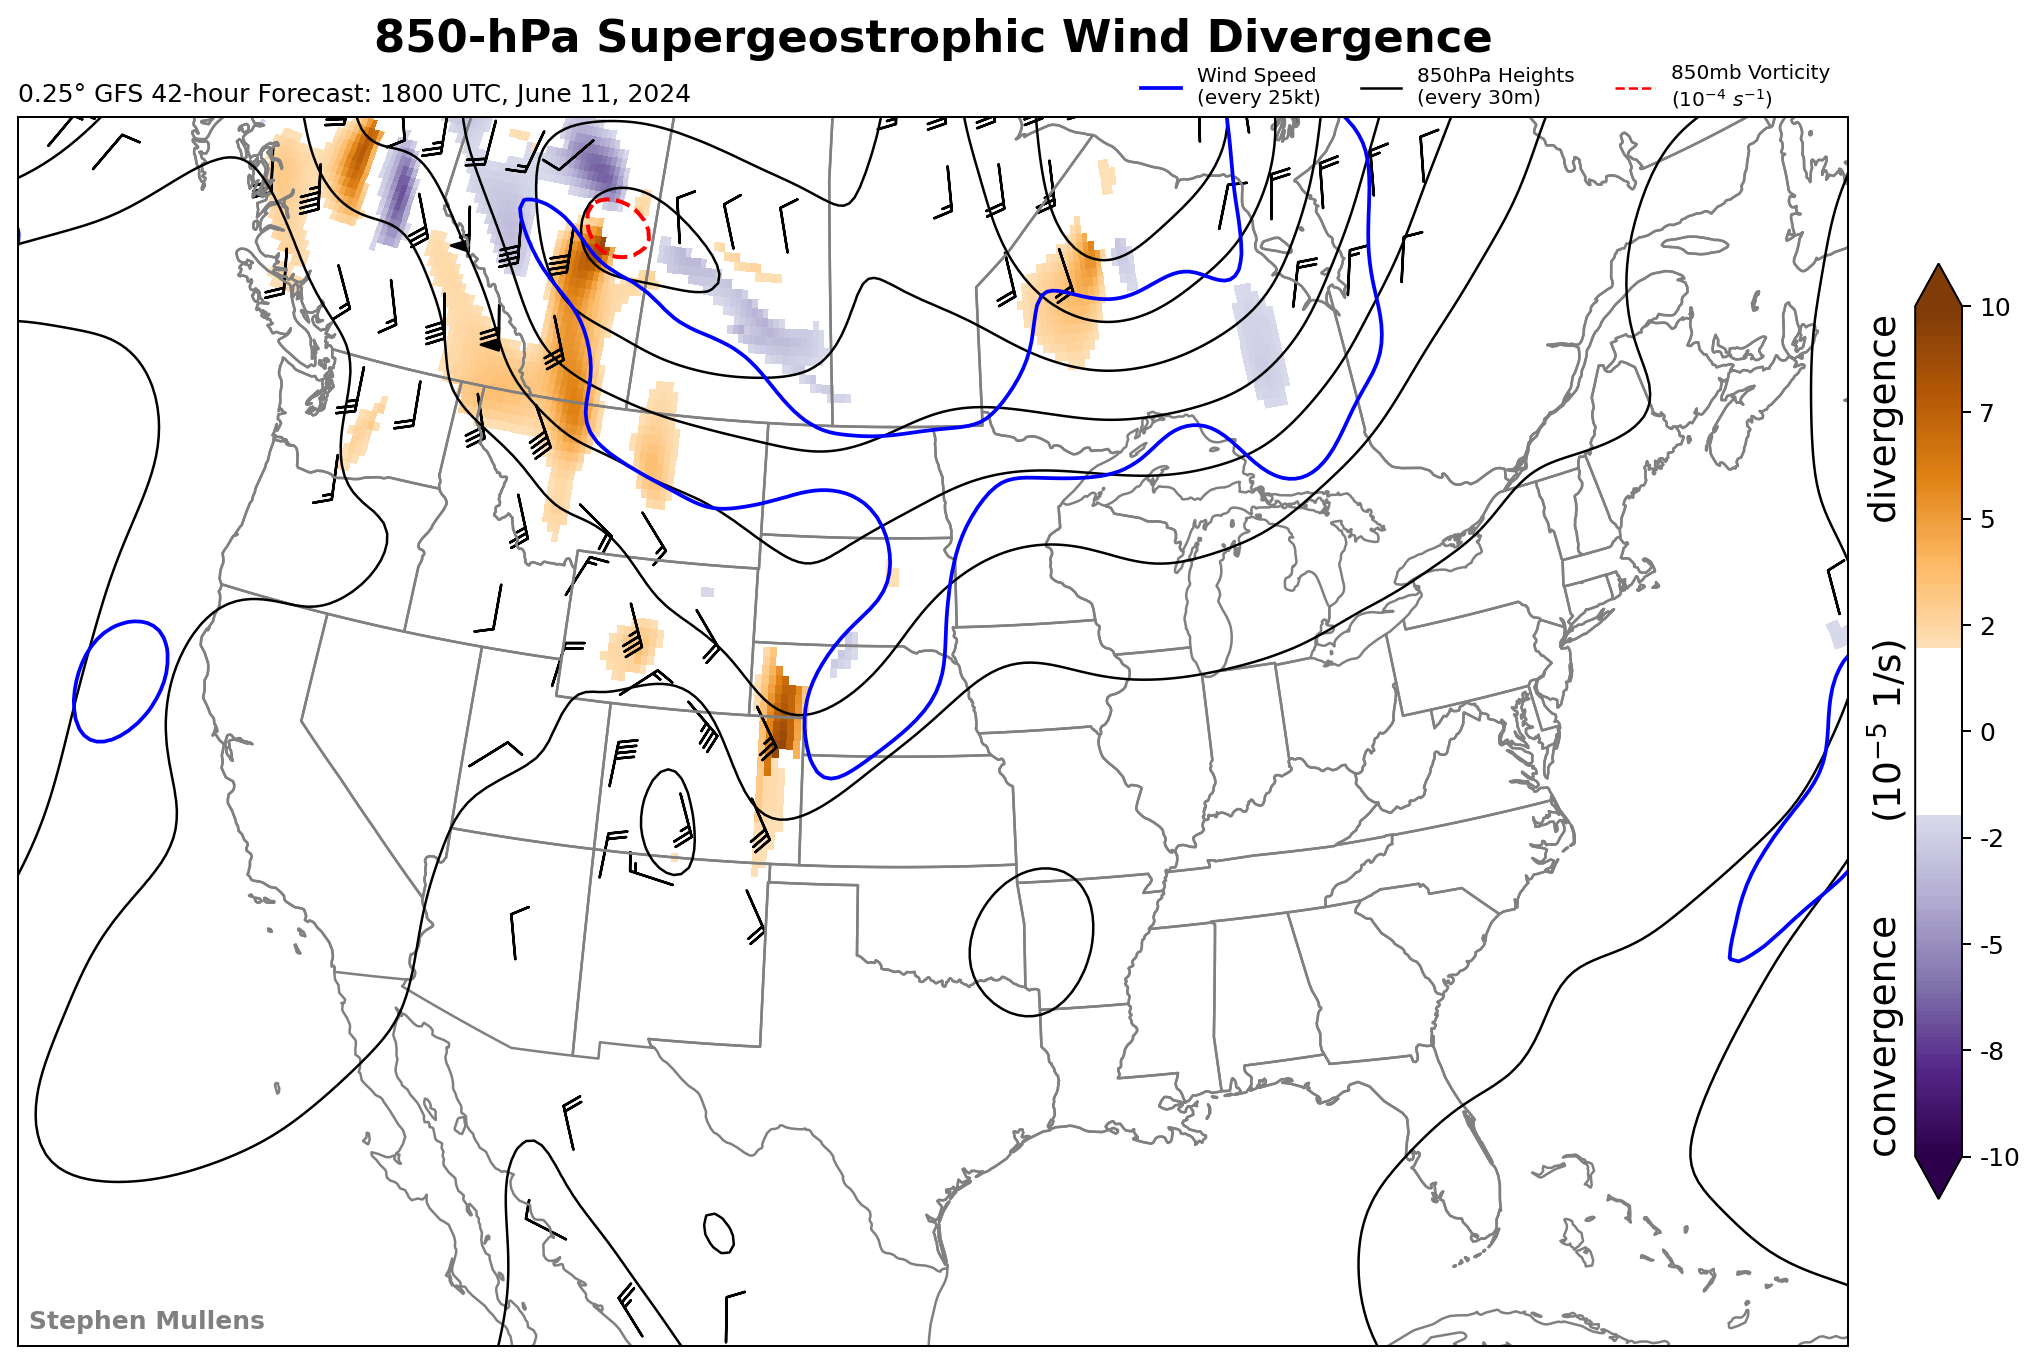 850-hPa Supergeostrophic Wind Divergence
0.25° GFS 42-hour Forecast: 1800 UTC, June 11, 2024
Wind Speed
(every 25kt)
850hPa Heights
(every 30m)
850mb Vorticity
(10⁻⁴ s⁻¹)
10
7
5
2
0
-2
-5
-8
-10
convergence (10⁻⁵ 1/s) divergence
Stephen Mullens